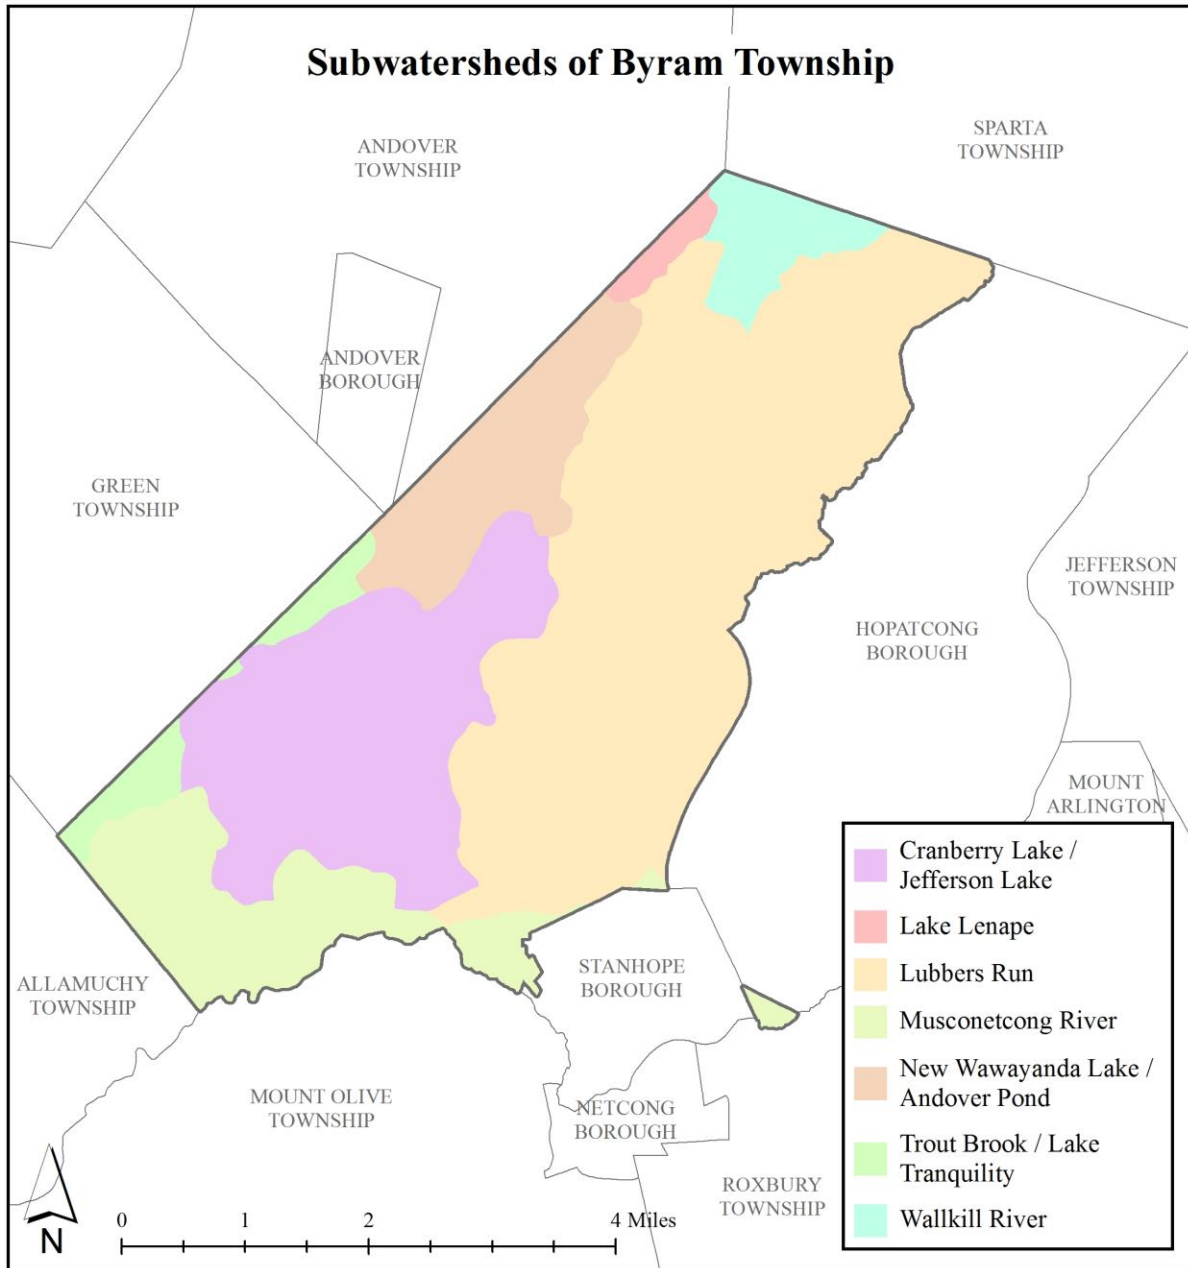 Subwatersheds of Byram Township
SPARTA
TOWNSHIP
ANDOVER
TOWNSHIP
ANDOVER
BOROUGH
GREEN
TOWNSHIP
JEFFERSON
TOWNSHIP
HOPATCONG
BOROUGH
MOUNT
ARLINGTON
ALLAMUCHY
TOWNSHIP
STANHOPE
BOROUGH
MOUNT OLIVE
TOWNSHIP
NETCONG
BOROUGH
ROXBURY
TOWNSHIP
Cranberry Lake /
Jefferson Lake
Lake Lenape
Lubbers Run
Musconetcong River
New Wawayanda Lake /
Andover Pond
Trout Brook / Lake
Tranquility
Wallkill River
N
0 1 2 4 Miles